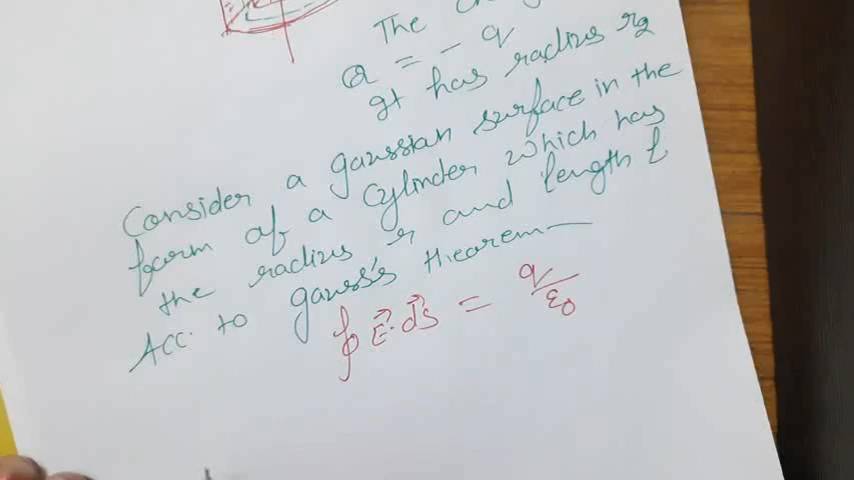 The
Q = - q
It has radius r2
Consider a gaussian surface in the
form of a cylinder which has
the radius r and length l
Acc. to gauss's theorem—
∮ E⃗. ds⃗ = q/ε0